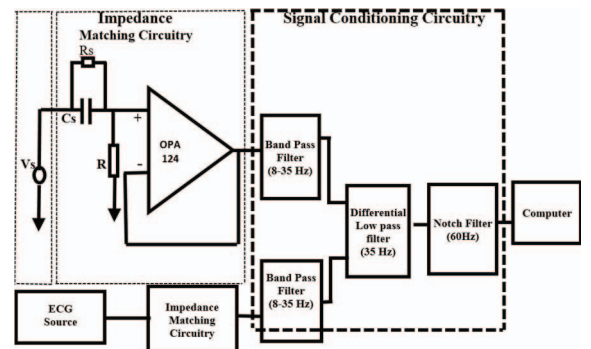 Impedance
Matching Circuitry
Signal Conditioning Circuitry
Rs
Cs
+
OPA
124
-
R
Vs
Band Pass
Filter
(8-35 Hz)
Differential
Low pass
filter
(35 Hz)
Notch Filter
(60Hz)
Computer
Band Pass
Filter
(8-35 Hz)
ECG
Source
Impedance
Matching
Circuitry